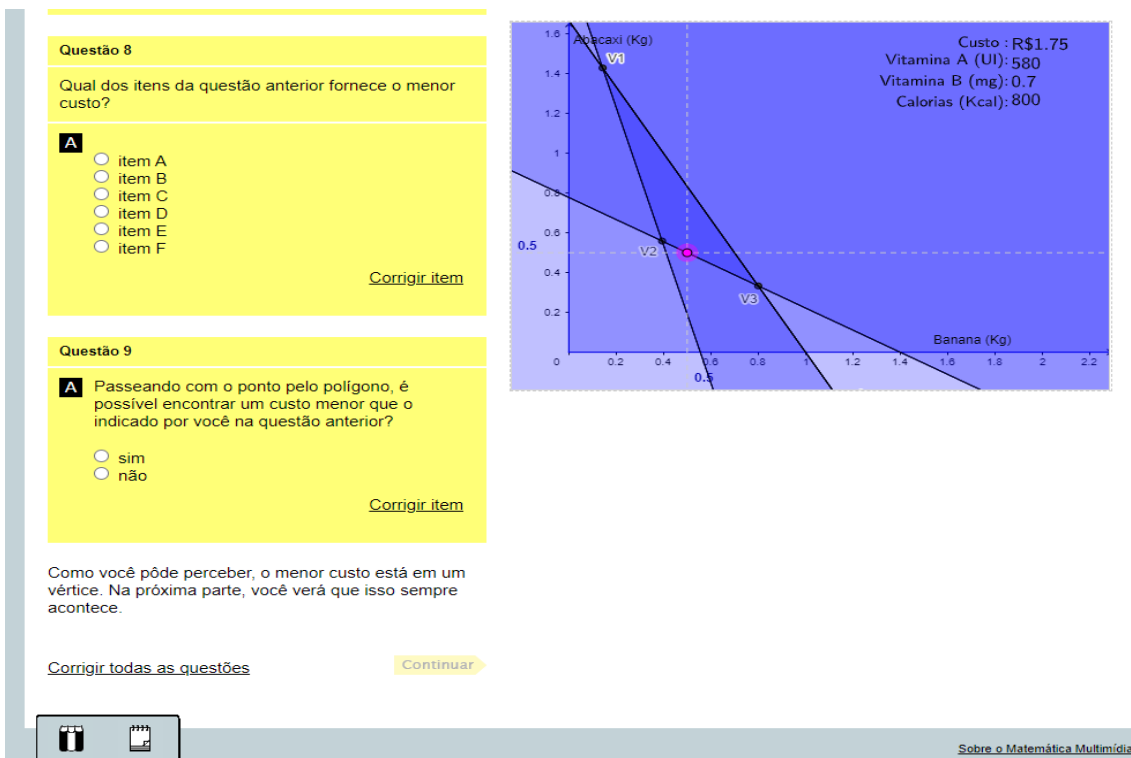 Questão 8
Qual dos itens da questão anterior fornece o menor
custo?
A
item A
item B
item C
item D
item E
item F
Corrigir item
Questão 9
A Passeando com o ponto pelo polígono, é
possível encontrar um custo menor que o
indicado por você na questão anterior?
sim
não
Corrigir item
Como você pôde perceber, o menor custo está em um
vértice. Na próxima parte, você verá que isso sempre
acontece.
Corrigir todas as questões
Continuar
Abacaxi (Kg)
Custo : R$1.75
Vitamina A (UI): 580
Vitamina B (mg): 0.7
Calorias (Kcal): 800
1.6
1.4
1.2
1
0.8
0.6
0.4
0.2
0.5
V1
V2
V3
Banana (Kg)
0 0.2 0.4 0.6 0.8 1 1.2 1.4 1.6 1.8 2 2.2
0.5
Sobre o Matemática Multimídia